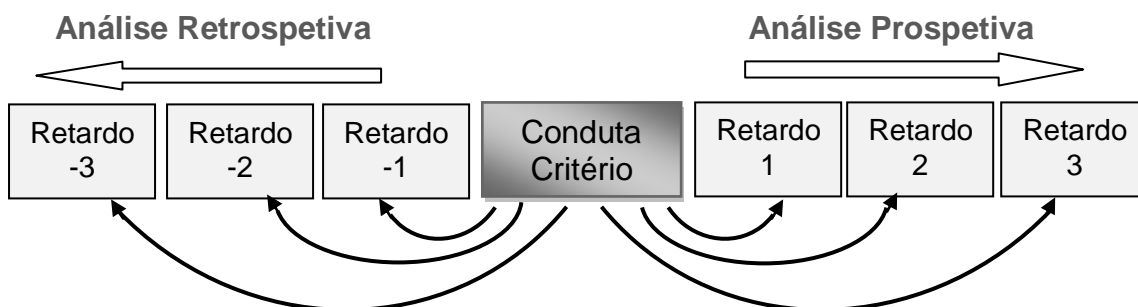 Análise Retrospetiva
Análise Prospetiva
Retardo
-3
Retardo
-2
Retardo
-1
Conduta
Critério
Retardo
1
Retardo
2
Retardo
3